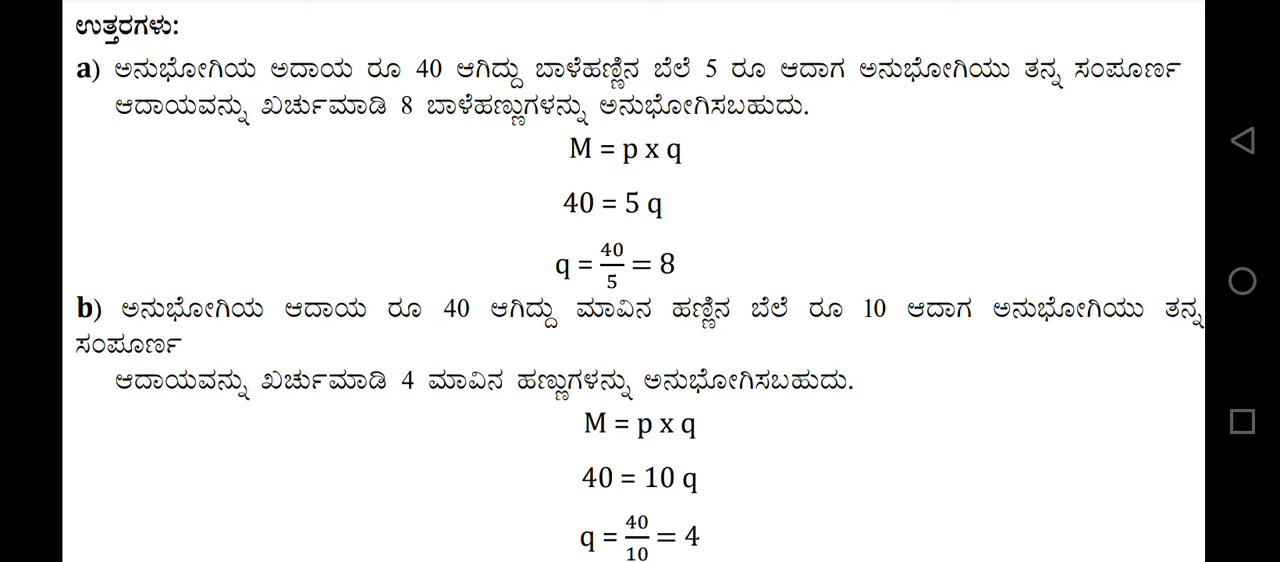 ಉತ್ತರಗಳು:
a) ಅನುಭೋಗಿಯ ಅದಾಯ ರೂ 40 ಆಗಿದ್ದು ಬಾಳೆಹಣ್ಣಿನ ಬೆಲೆ 5 ರೂ ಆದಾಗ ಅನುಭೋಗಿಯು ತನ್ನ ಸಂಪೂರ್ಣ
ಆದಾಯವನ್ನು ಖರ್ಚುಮಾಡಿ 8 ಬಾಳೆಹಣ್ಣುಗಳನ್ನು ಅನುಭೋಗಿಸಬಹುದು.
M = p x q
40 = 5 q
q = 40/5 = 8
b) ಅನುಭೋಗಿಯ ಆದಾಯ ರೂ 40 ಆಗಿದ್ದು ಮಾವಿನ ಹಣ್ಣಿನ ಬೆಲೆ ರೂ 10 ಆದಾಗ ಅನುಭೋಗಿಯು ತನ್ನ
ಸಂಪೂರ್ಣ
ಆದಾಯವನ್ನು ಖರ್ಚುಮಾಡಿ 4 ಮಾವಿನ ಹಣ್ಣುಗಳನ್ನು ಅನುಭೋಗಿಸಬಹುದು.
M = p x q
40 = 10 q
q = 40/10 = 4